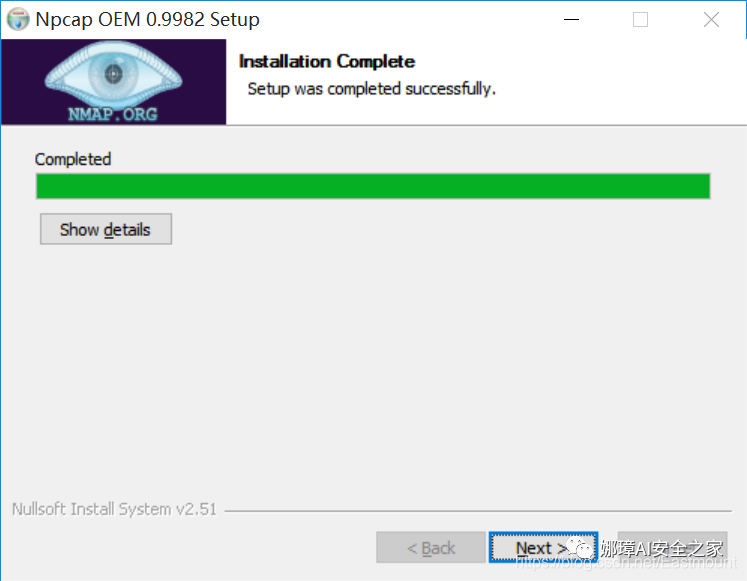 Npcap OEM 0.9982 Setup
NMAP.ORG
Installation Complete
Setup was completed successfully.
Completed
Show details
Nullsoft Install System v2.51
< Back
Next >
娜璋AI安全之家
https://blog.csdn.net/Eastmount